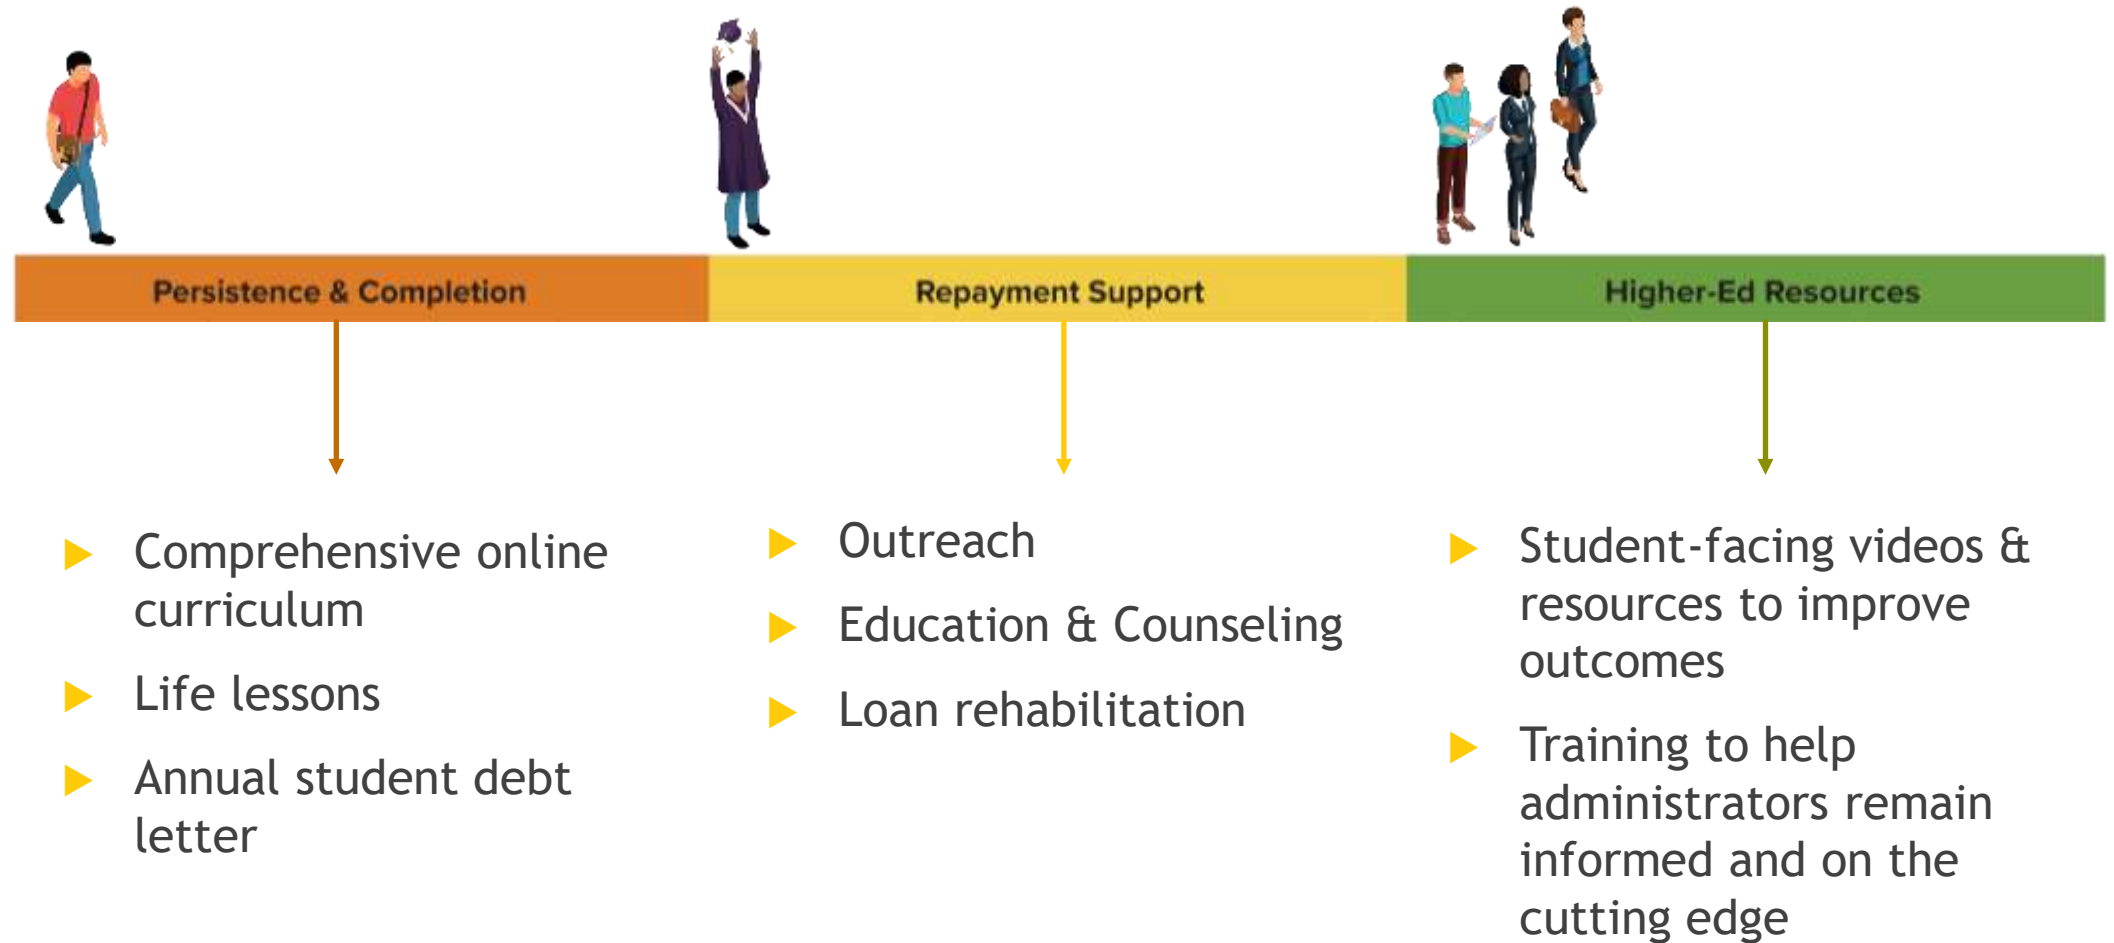 Persistence & Completion
Repayment Support
Higher-Ed Resources
Comprehensive online
curriculum
Life lessons
Annual student debt
letter
Outreach
Education & Counseling
Loan rehabilitation
Student-facing videos &
resources to improve
outcomes
Training to help
administrators remain
informed and on the
cutting edge